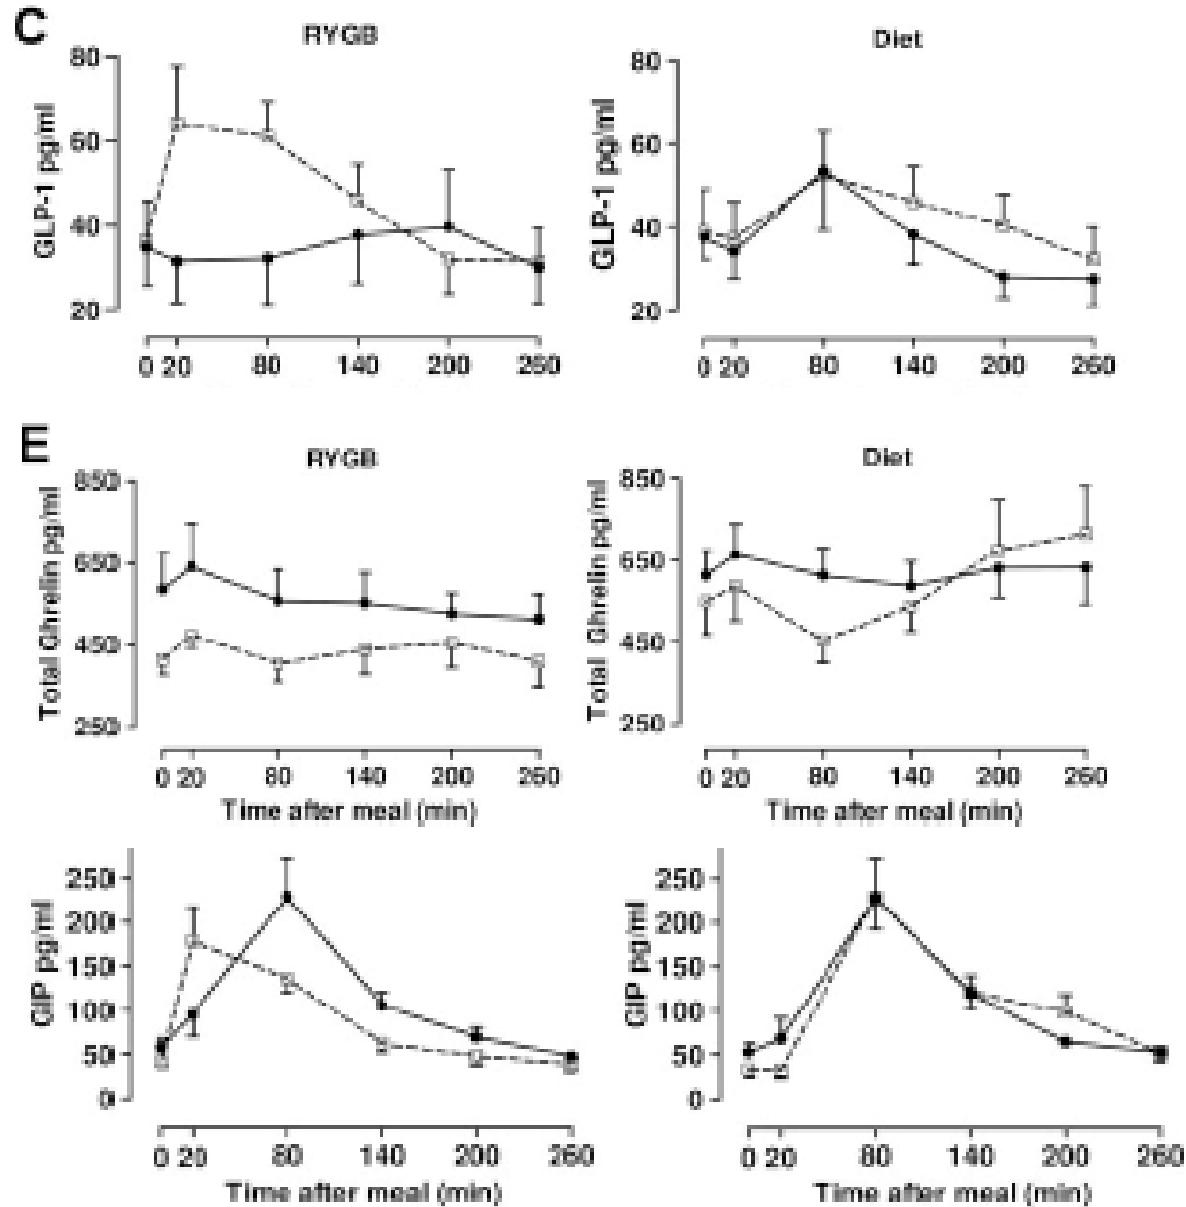 C
RYGB
Diet
GLP-1 pg/ml
80
60
40
20
0 20 80 140 200 260
GLP-1 pg/ml
80
60
40
20
0 20 80 140 200 260
E
RYGB
Diet
Total Ghrelin pg/ml
850
650
450
250
0 20 80 140 200 260
Time after meal (min)
Total Ghrelin pg/ml
850
650
450
250
0 20 80 140 200 260
Time after meal (min)
GIP pg/ml
250
200
150
100
50
0
0 20 80 140 200 260
Time after meal (min)
GIP pg/ml
250
200
150
100
50
0
0 20 80 140 200 260
Time after meal (min)